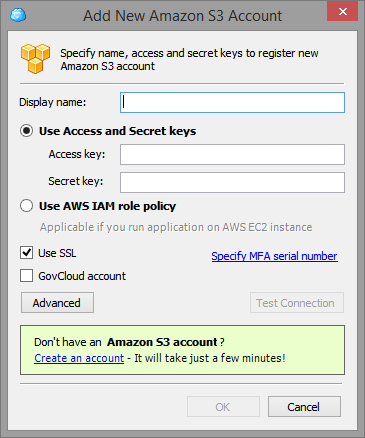 Add New Amazon S3 Account
Specify name, access and secret keys to register new
Amazon S3 account
Display name:
Use Access and Secret keys
Access key:
Secret key:
Use AWS IAM role policy
Applicable if you run application on AWS EC2 instance
Use SSL
Specify MFA serial number
GovCloud account
Advanced
Test Connection
Don't have an Amazon S3 account?
Create an account - It will take just a few minutes!
OK
Cancel